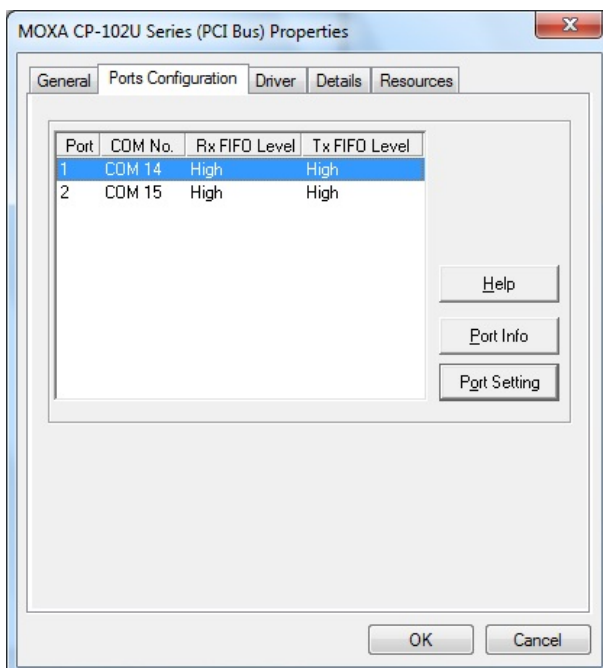 MOXA CP-102U Series (PCI Bus) Properties
General Ports Configuration Driver Details Resources
Port COM No. Rx FIFO Level Tx FIFO Level
1 COM 14 High High
2 COM 15 High High
Help
Port Info
Port Setting
OK Cancel